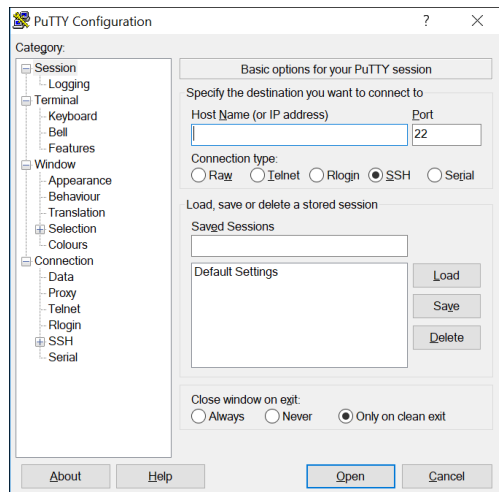 PuTTY Configuration
Category:
Session
Logging
Terminal
Keyboard
Bell
Features
Window
Appearance
Behaviour
Translation
Selection
Colours
Connection
Data
Proxy
Telnet
Rlogin
SSH
Serial
Basic options for your PuTTY session
Specify the destination you want to connect to
Host Name (or IP address) Port
22
Connection type:
Raw Telnet Rlogin SSH Serial
Load, save or delete a stored session
Saved Sessions
Default Settings
Load
Save
Delete
Close window on exit:
Always Never Only on clean exit
About Help Open Cancel